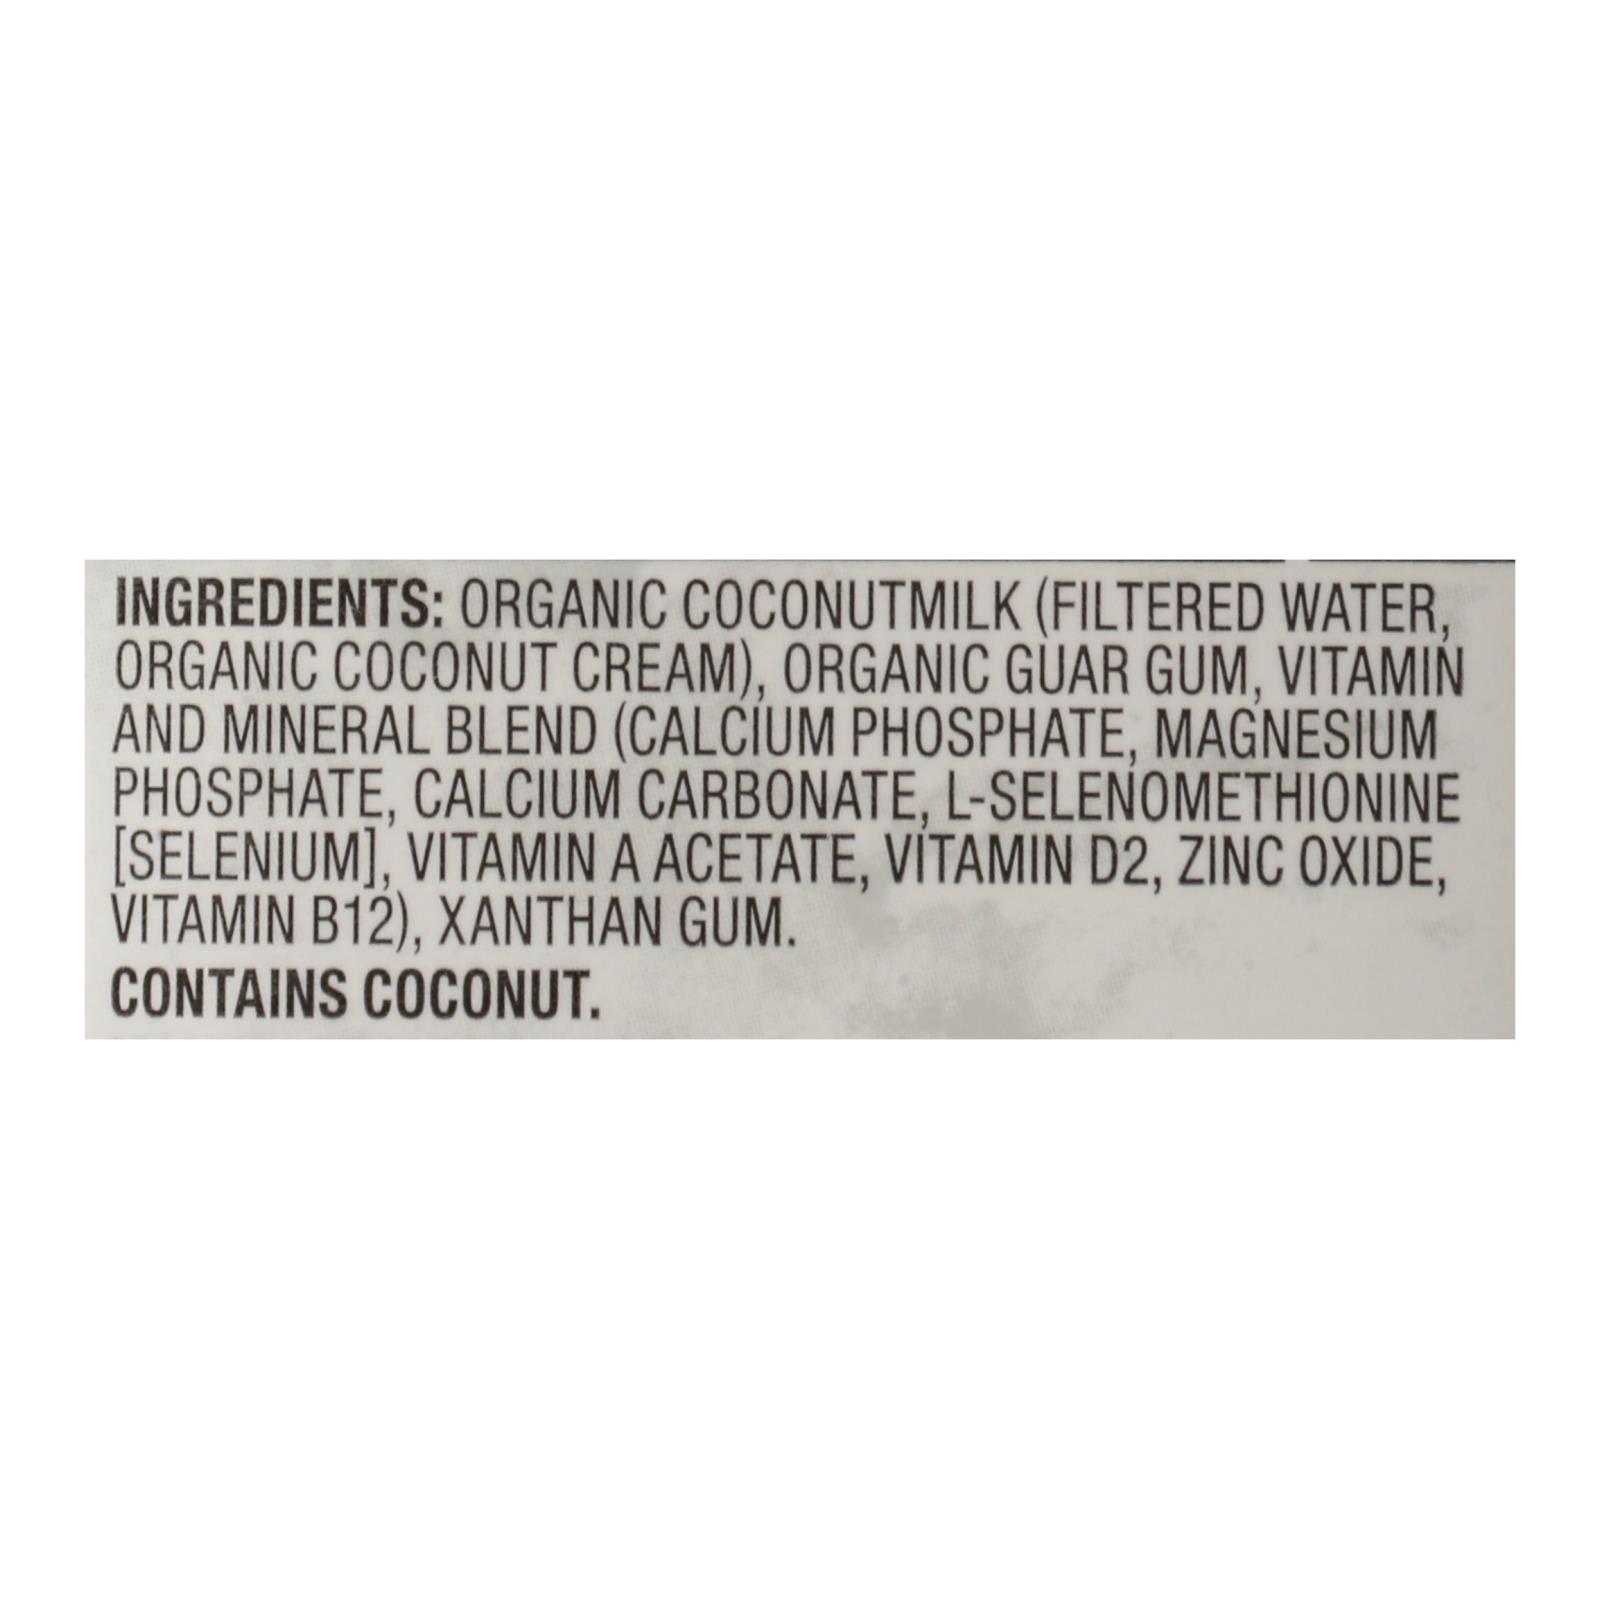 INGREDIENTS: ORGANIC COCONUTMILK (FILTERED WATER,
ORGANIC COCONUT CREAM), ORGANIC GUAR GUM, VITAMIN
AND MINERAL BLEND (CALCIUM PHOSPHATE, MAGNESIUM
PHOSPHATE, CALCIUM CARBONATE, L-SELENOMETHIONINE
[SELENIUM], VITAMIN A ACETATE, VITAMIN D2, ZINC OXIDE,
VITAMIN B12), XANTHAN GUM.
CONTAINS COCONUT.